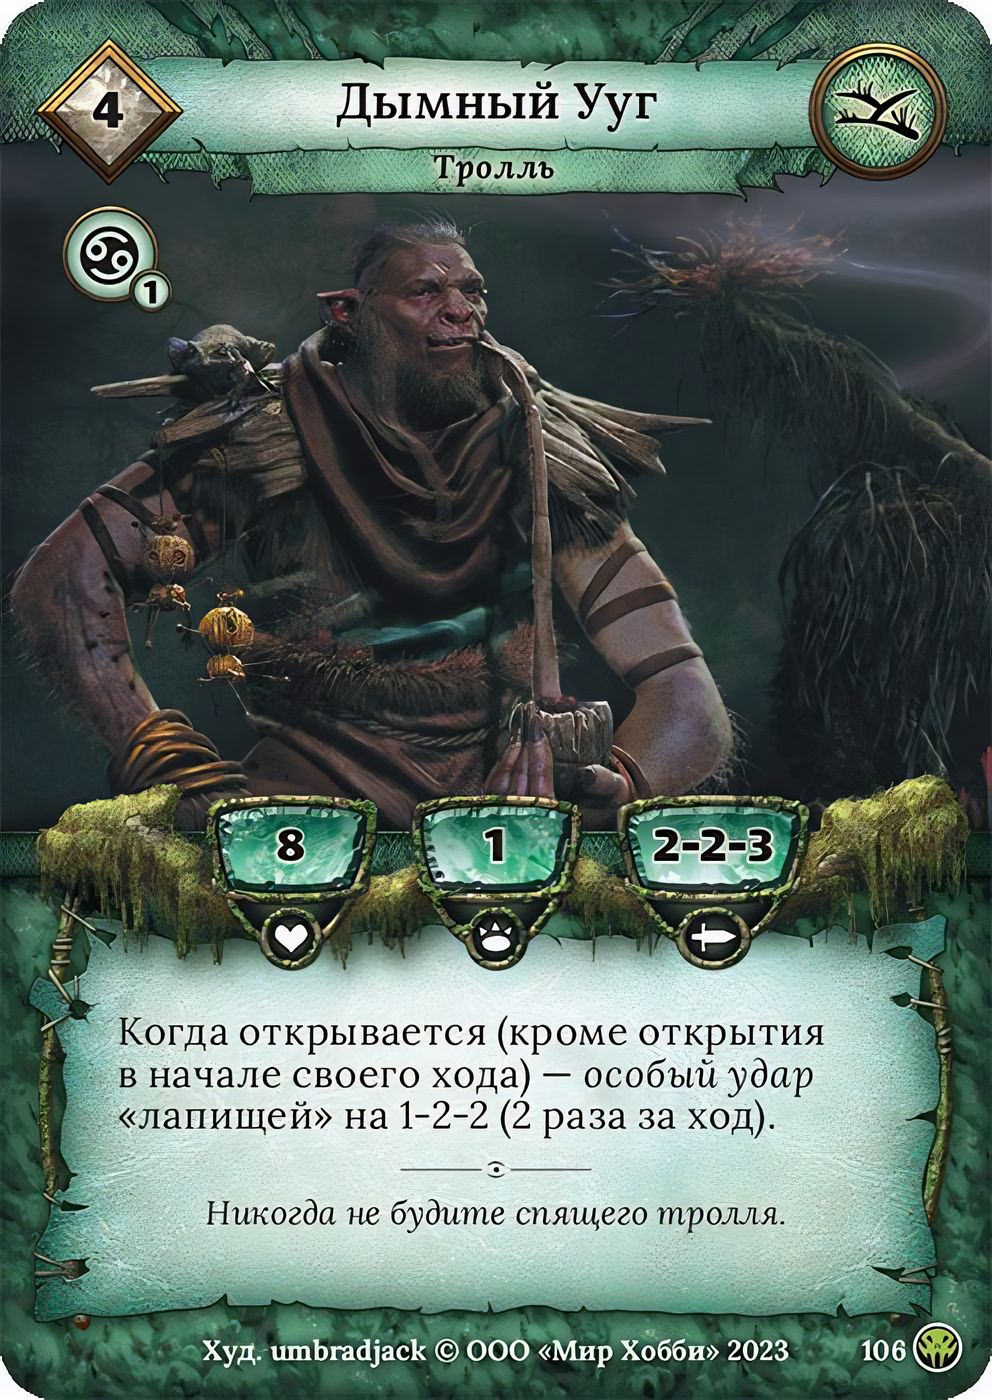 4
Дымный Ууг
Тролль
1
8
1
2-2-3
Когда открывается (кроме открытия
в начале своего хода) — особый удар
«лапищей» на 1-2-2 (2 раза за ход).
Никогда не будите спящего тролля.
Худ. umbradjack © ООО «Мир Хобби» 2023
106